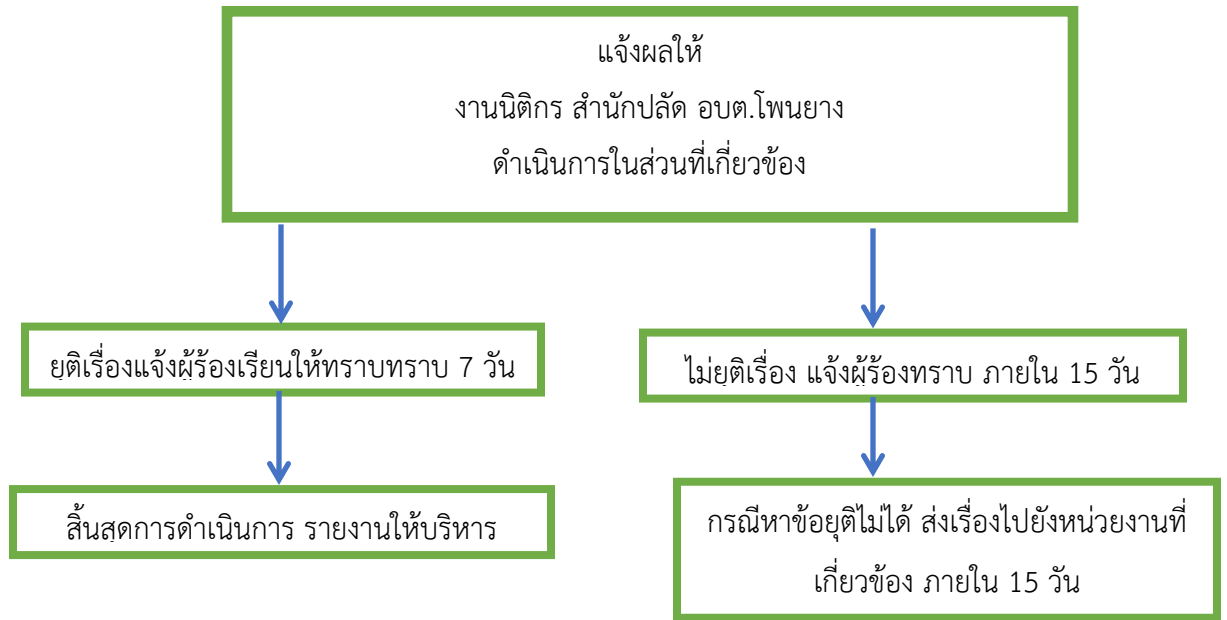 แจ้งผลให้
งานนิติกร สำนักปลัด อบต.โพนยาง
ดำเนินการในส่วนที่เกี่ยวข้อง
ยุติเรื่องแจ้งผู้ร้องเรียนให้ทราบทราบ 7 วัน
ไม่ยุติเรื่อง แจ้งผู้ร้องทราบ ภายใน 15 วัน
สิ้นสุดการดำเนินการ รายงานให้บริหาร
กรณีหาข้อยุติไม่ได้ ส่งเรื่องไปยังหน่วยงานที่
เกี่ยวข้อง ภายใน 15 วัน